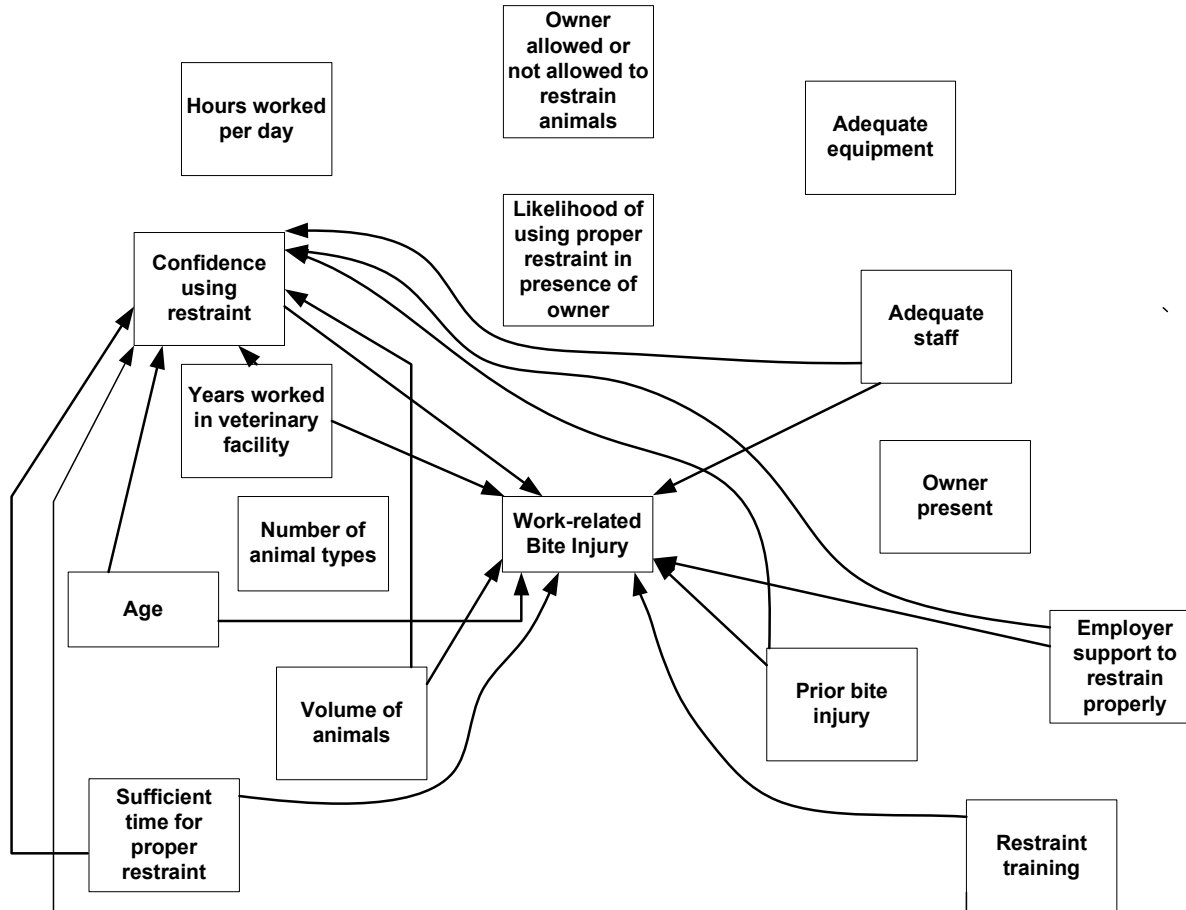 Owner
allowed or
not allowed to
restrain
animals
Hours worked
per day
Adequate
equipment
Likelihood of
using proper
restraint in
presence of
owner
Confidence
using
restraint
Adequate
staff
Years worked
in veterinary
facility
Owner
present
Number of
animal types
Work-related
Bite Injury
Age
Employer
support to
restrain
properly
Volume of
animals
Prior bite
injury
Sufficient
time for
proper
restraint
Restraint
training